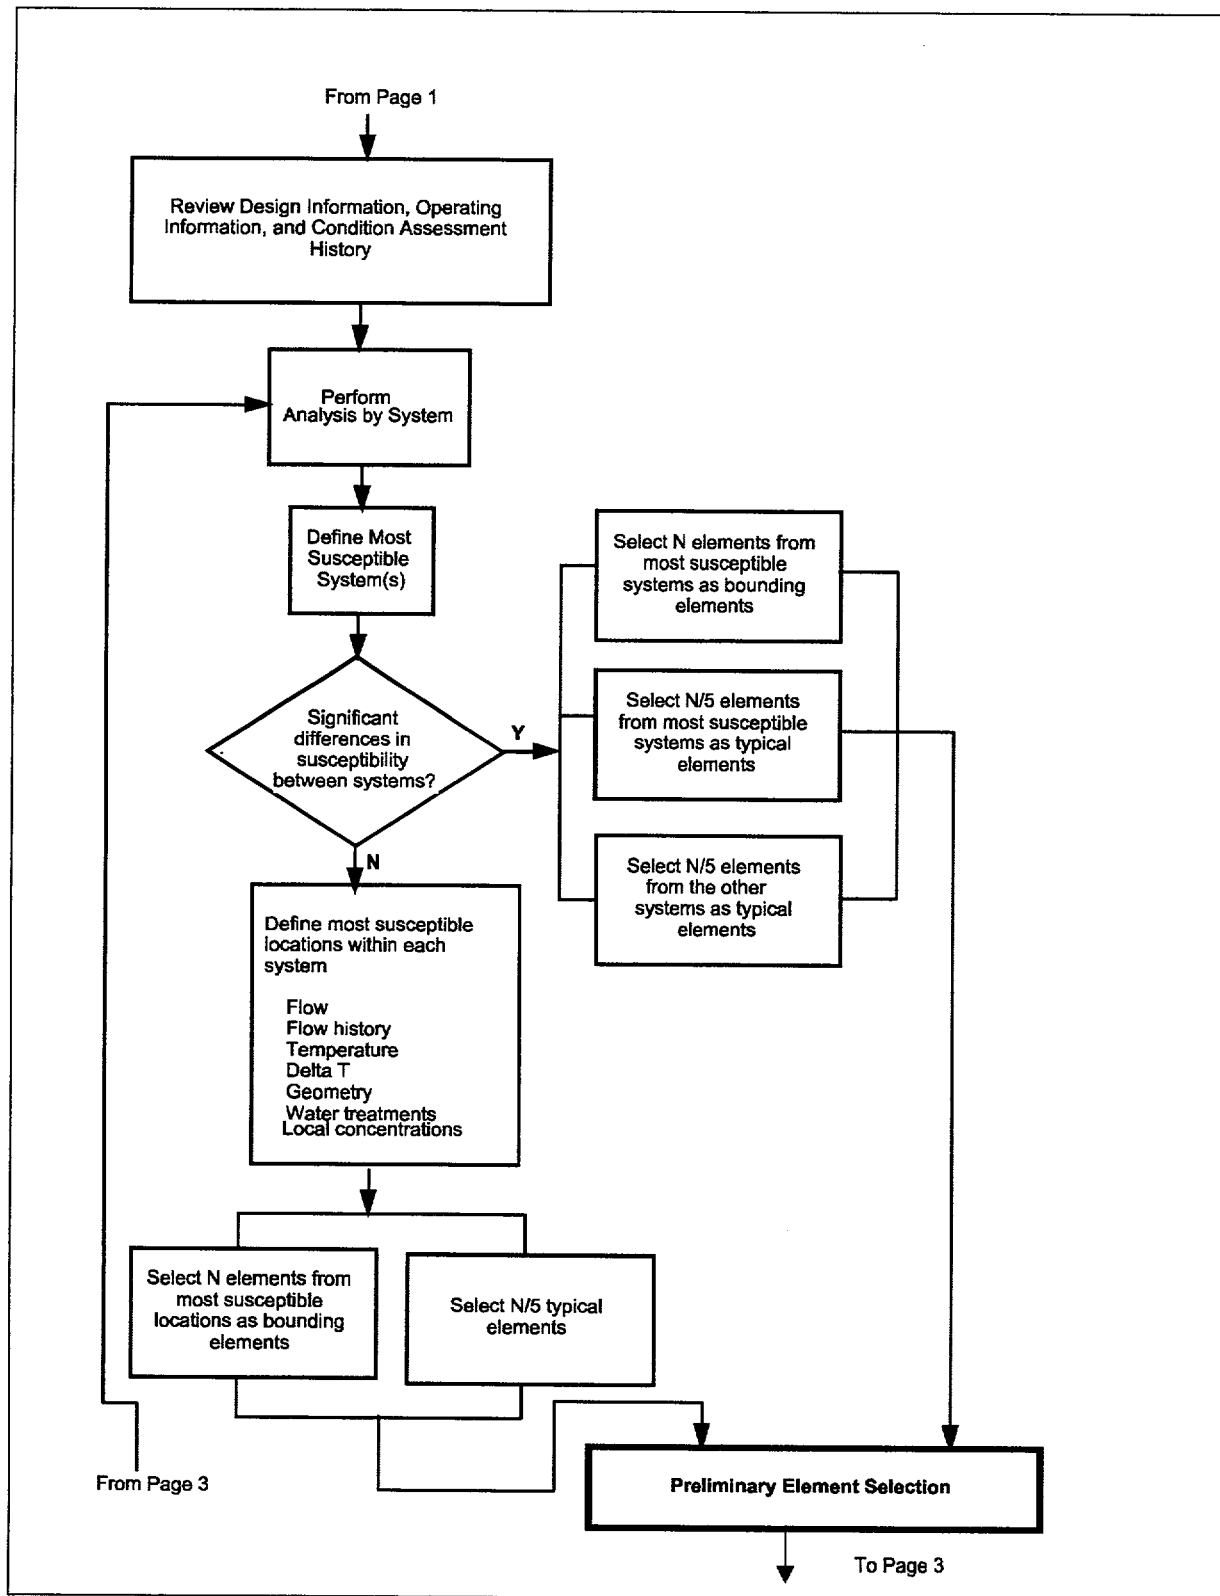 From Page 1
Review Design Information, Operating
Information, and Condition Assessment
History
Perform
Analysis by System
Define Most
Susceptible
System(s)
Significant
differences in
susceptibility
between systems?
Y
N
Select N elements from
most susceptible
systems as bounding
elements
Select N/5 elements
from most susceptible
systems as typical
elements
Select N/5 elements
from the other
systems as typical
elements
Define most susceptible
locations within each
system
Flow
Flow history
Temperature
Delta T
Geometry
Water treatments
Local concentrations
Select N elements from
most susceptible
locations as bounding
elements
Select N/5 typical
elements
From Page 3
Preliminary Element Selection
To Page 3